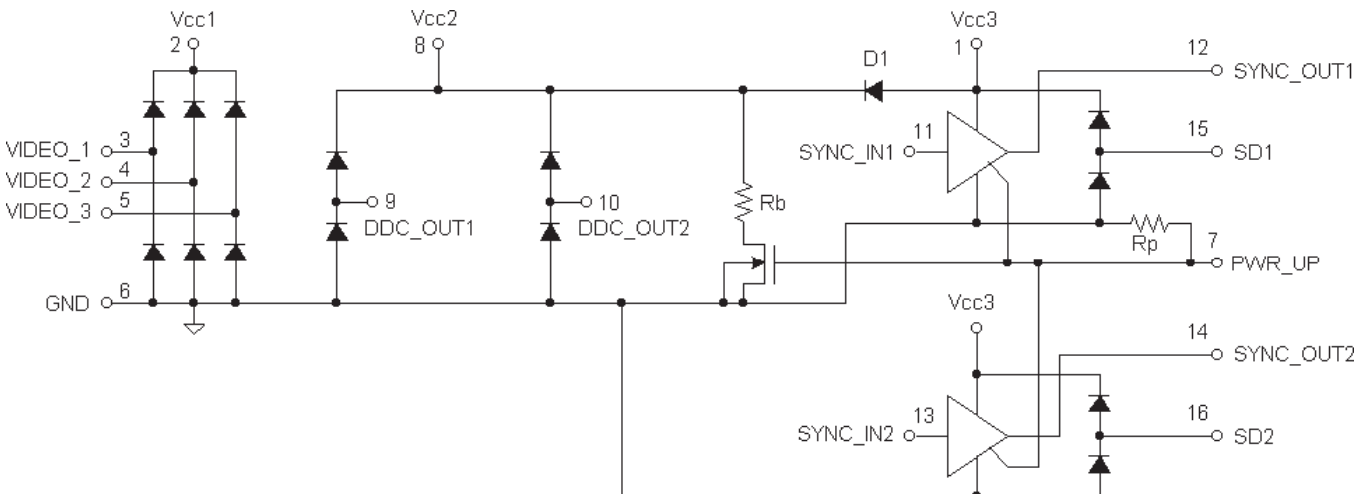 Vcc1
2
Vcc2
8
Vcc3
1
12
SYNC_OUT1
D1
VIDEO_1
3
11
SYNC_IN1
15
SD1
VIDEO_2
4
VIDEO_3
5
9
DDC_OUT1
10
DDC_OUT2
Rb
Rp
7
PWR_UP
GND
6
Vcc3
14
SYNC_OUT2
SYNC_IN2
13
16
SD2